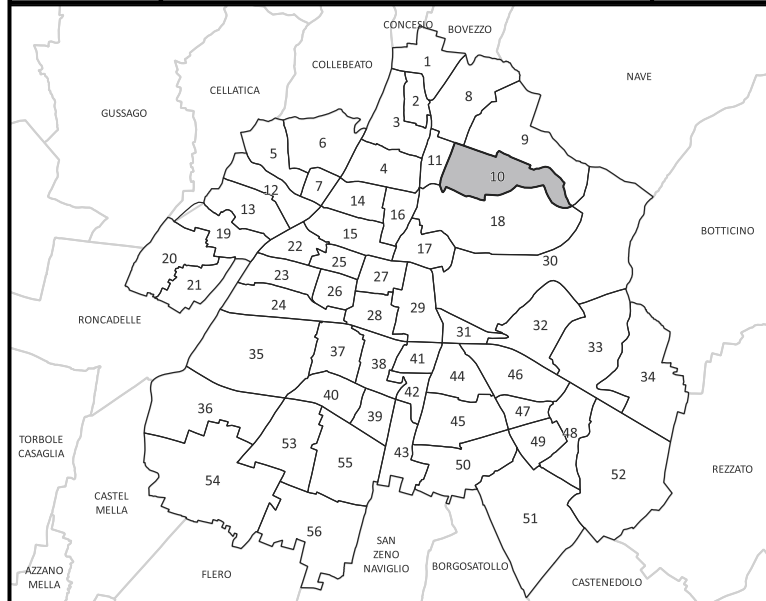 CONCESIO
BOVEZZO
1
COLLEBEATO
NAVE
CELLATICA
8
2
GUSSAGO
3
9
6
5
11
4
10
7
12
14
13
16
18
BOTTICINO
19
15
22
17
20
25
30
23
27
21
26
24
29
28
RONCADELLE
32
31
33
35
37
41
38
44
46
34
42
36
40
39
47
45
48
TORBOLE
CASAGLIA
53
49
43
55
50
REZZATO
54
52
CASTEL
MELLA
51
56
SAN
ZENO
NAVIGLIO
BORGOSATOLLO
AZZANO
MELLA
FLERO
CASTENEDOLO